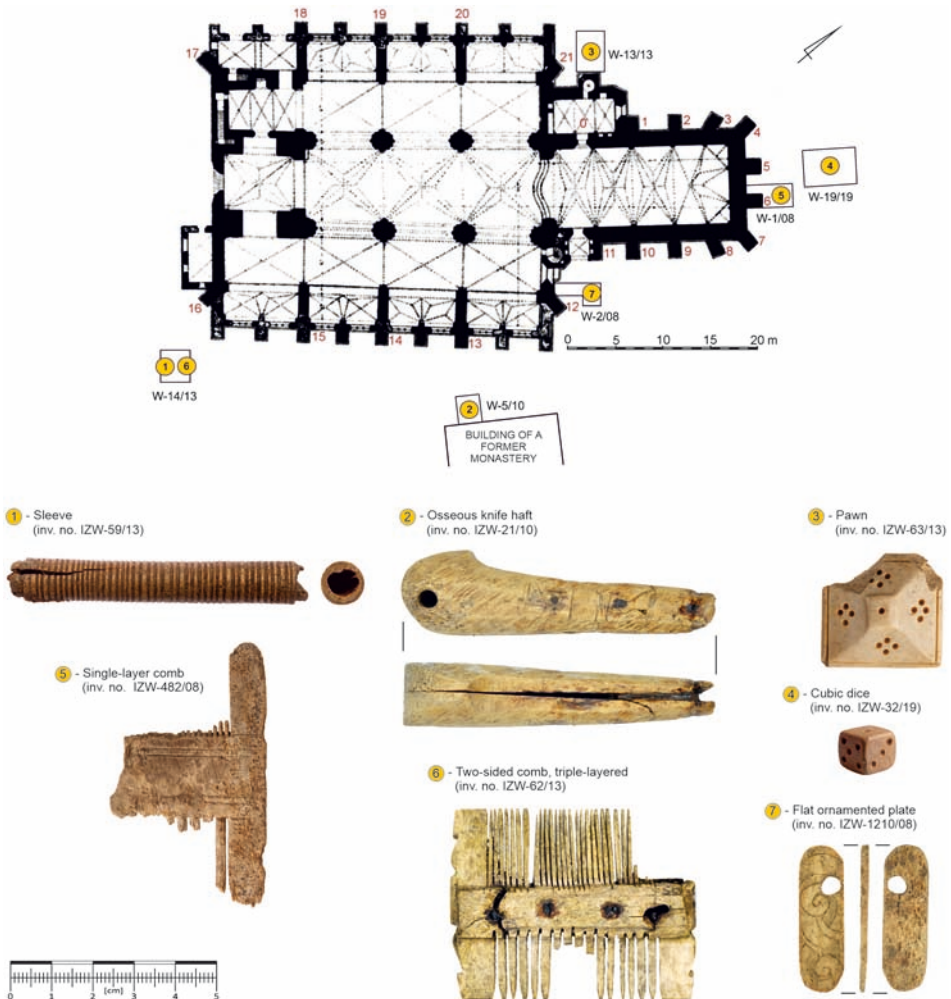 18 19 20
17
21
3
W-13/13
0 1 2 3
4
5
4
5
6
W-19/19
W-1/08
7
11 10 9 8
7
12
W-2/08
16
15 14 13
0 5 10 15 20 m
1 6
W-14/13
2 W-5/10
BUILDING OF A
FORMER
MONASTERY
1 - Sleeve
(inv. no. IZW-59/13)
2 - Osseous knife haft
(inv. no. IZW-21/10)
3 - Pawn
(inv. no. IZW-63/13)
5 - Single-layer comb
(inv. no. IZW-482/08)
4 - Cubic dice
(inv. no. IZW-32/19)
6 - Two-sided comb, triple-layered
(inv. no. IZW-62/13)
7 - Flat ornamented plate
(inv. no. IZW-1210/08)
0 1 2 3 4 5
[cm]